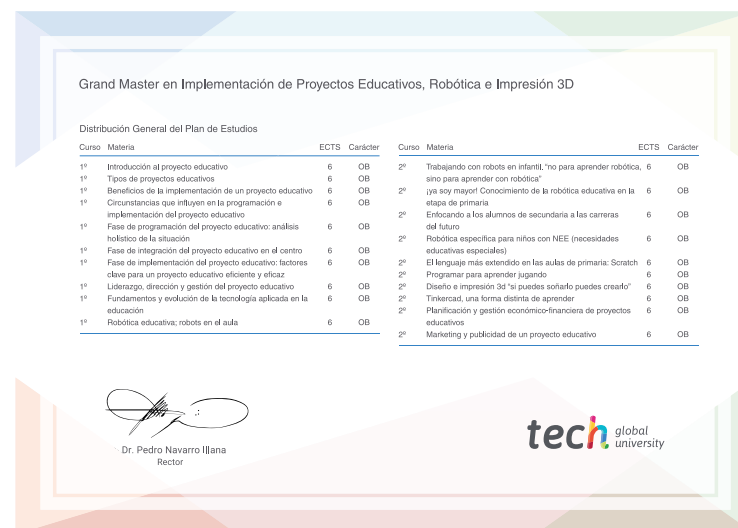 Grand Master en Implementación de Proyectos Educativos, Robótica e Impresión 3D
Distribución General del Plan de Estudios
Curso Materia ECTS Carácter
1º Introducción al proyecto educativo 6 OB
1º Tipos de proyectos educativos 6 OB
1º Beneficios de la implementación de un proyecto educativo 6 OB
1º Circunstancias que influyen en la programación e 6 OB
implementación del proyecto educativo
1º Fase de programación del proyecto educativo: análisis 6 OB
holístico de la situación
1º Fase de integración del proyecto educativo en el centro 6 OB
1º Fase de implementación del proyecto educativo: factores 6 OB
clave para un proyecto educativo eficiente y eficaz
1º Liderazgo, dirección y gestión del proyecto educativo 6 OB
1º Fundamentos y evolución de la tecnología aplicada en la 6 OB
educación
1º Robótica educativa; robots en el aula 6 OB
Curso Materia ECTS Carácter
2º Trabajando con robots en infantil, "no para aprender robótica, 6 OB
sino para aprender con robótica"
2º ¡ya soy mayor! Conocimiento de la robótica educativa en la 6 OB
etapa de primaria
2º Enfocando a los alumnos de secundaria a las carreras 6 OB
del futuro
2º Robótica específica para niños con NEE (necesidades 6 OB
educativas especiales)
2º El lenguaje más extendido en las aulas de primaria: Scratch 6 OB
2º Programar para aprender jugando 6 OB
2º Diseño e impresión 3d "si puedes soñarlo puedes crearlo" 6 OB
2º Tinkercad, una forma distinta de aprender 6 OB
2º Planificación y gestión económico-financiera de proyectos 6 OB
educativos
2º Marketing y publicidad de un proyecto educativo 6 OB
Dr. Pedro Navarro Illana
Rector
tech global
university